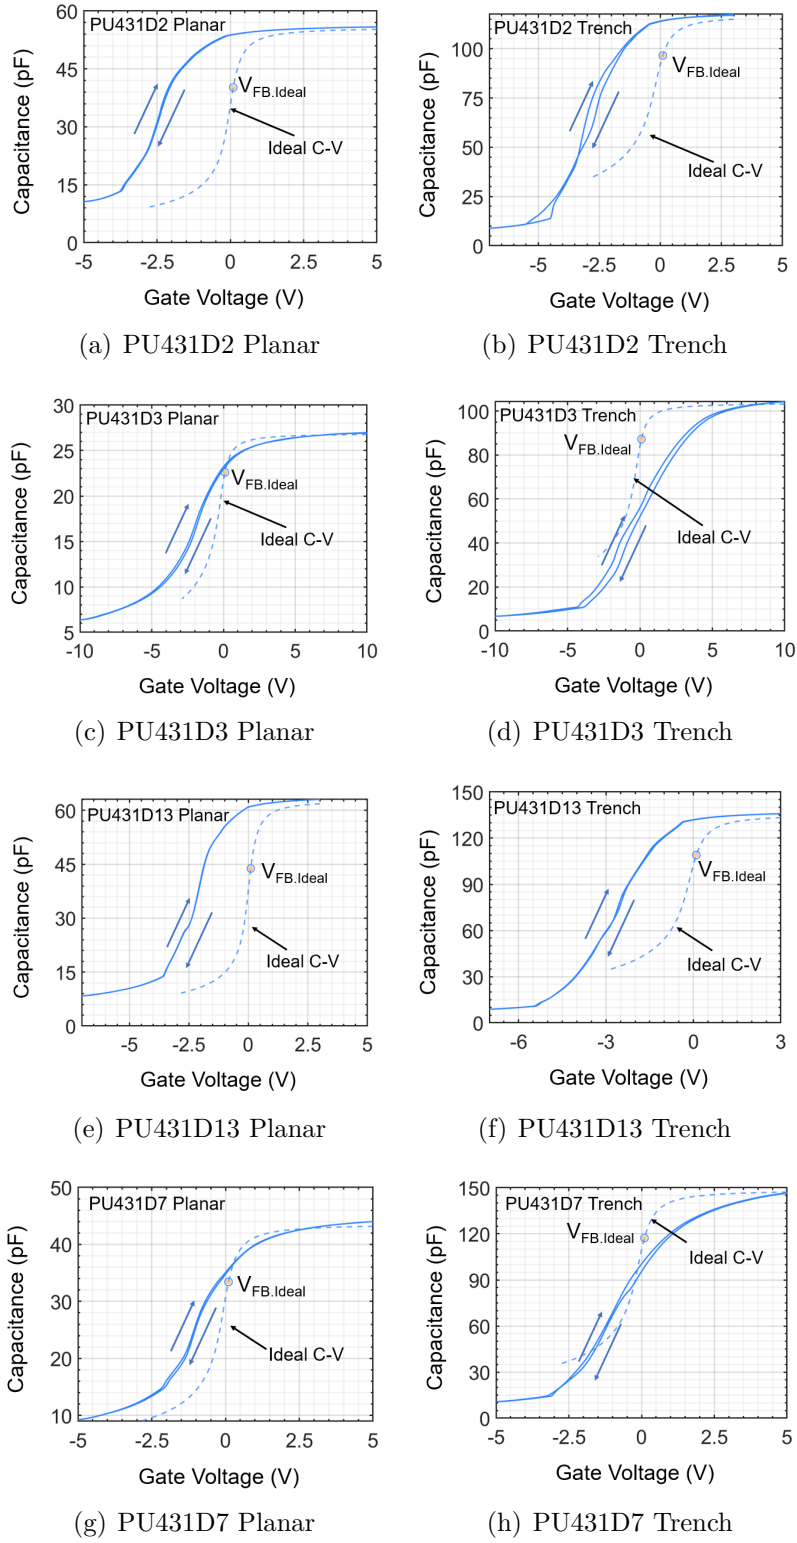 PU431D2 Planar
60
45
30
15
0
Capacitance (pF)
V_FB.Ideal
Ideal C-V
-5
-2.5
0
2.5
5
Gate Voltage (V)
(a) PU431D2 Planar
PU431D2 Trench
100
75
50
25
0
Capacitance (pF)
V_FB.Ideal
Ideal C-V
-5
-2.5
0
2.5
5
Gate Voltage (V)
(b) PU431D2 Trench
PU431D3 Planar
30
25
20
15
10
5
Capacitance (pF)
V_FB.Ideal
Ideal C-V
-10
-5
0
5
10
Gate Voltage (V)
(c) PU431D3 Planar
PU431D3 Trench
100
80
60
40
20
0
Capacitance (pF)
V_FB.Ideal
Ideal C-V
-10
-5
0
5
10
Gate Voltage (V)
(d) PU431D3 Trench
PU431D13 Planar
60
45
30
15
0
Capacitance (pF)
V_FB.Ideal
Ideal C-V
-5
-2.5
0
2.5
5
Gate Voltage (V)
(e) PU431D13 Planar
PU431D13 Trench
150
120
90
60
30
0
Capacitance (pF)
V_FB.Ideal
Ideal C-V
-6
-3
0
3
Gate Voltage (V)
(f) PU431D13 Trench
PU431D7 Planar
50
40
30
20
10
Capacitance (pF)
V_FB.Ideal
Ideal C-V
-5
-2.5
0
2.5
5
Gate Voltage (V)
(g) PU431D7 Planar
PU431D7 Trench
150
120
90
60
30
0
Capacitance (pF)
V_FB.Ideal
Ideal C-V
-5
-2.5
0
2.5
5
Gate Voltage (V)
(h) PU431D7 Trench